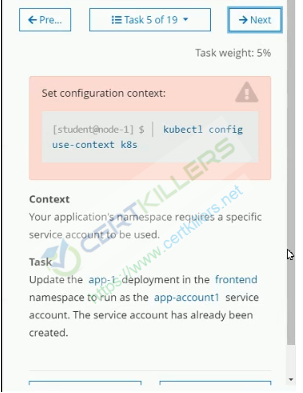 Pre...
Task 5 of 19
Next
Task weight: 5%
Set configuration context:
[student@node-1] $ | kubectl config
use-context k8s
Context
Your application's namespace requires a specific
service account to be used.
Task
Update the app-1 deployment in the frontend
namespace to run as the app-account1 service
account. The service account has already been
created.
CERTKILLERS
https://www.certkillers.net